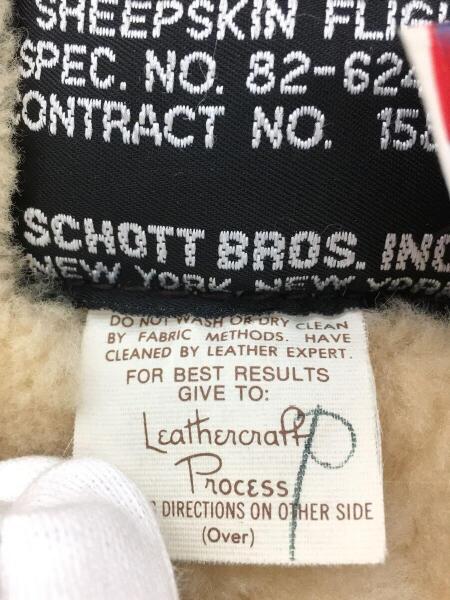 SHEEPSKIN
SPEC. NO. 82-624
CONTRACT NO.
SCHOTT BROS. INC
NEW YORK, NEW YORK
DO NOT WASH OR DRY CLEAN
BY FABRIC METHODS. HAVE
CLEANED BY LEATHER EXPERT.
FOR BEST RESULTS
GIVE TO:
Leathercraft
Process
DIRECTIONS ON OTHER SIDE
(Over)
P